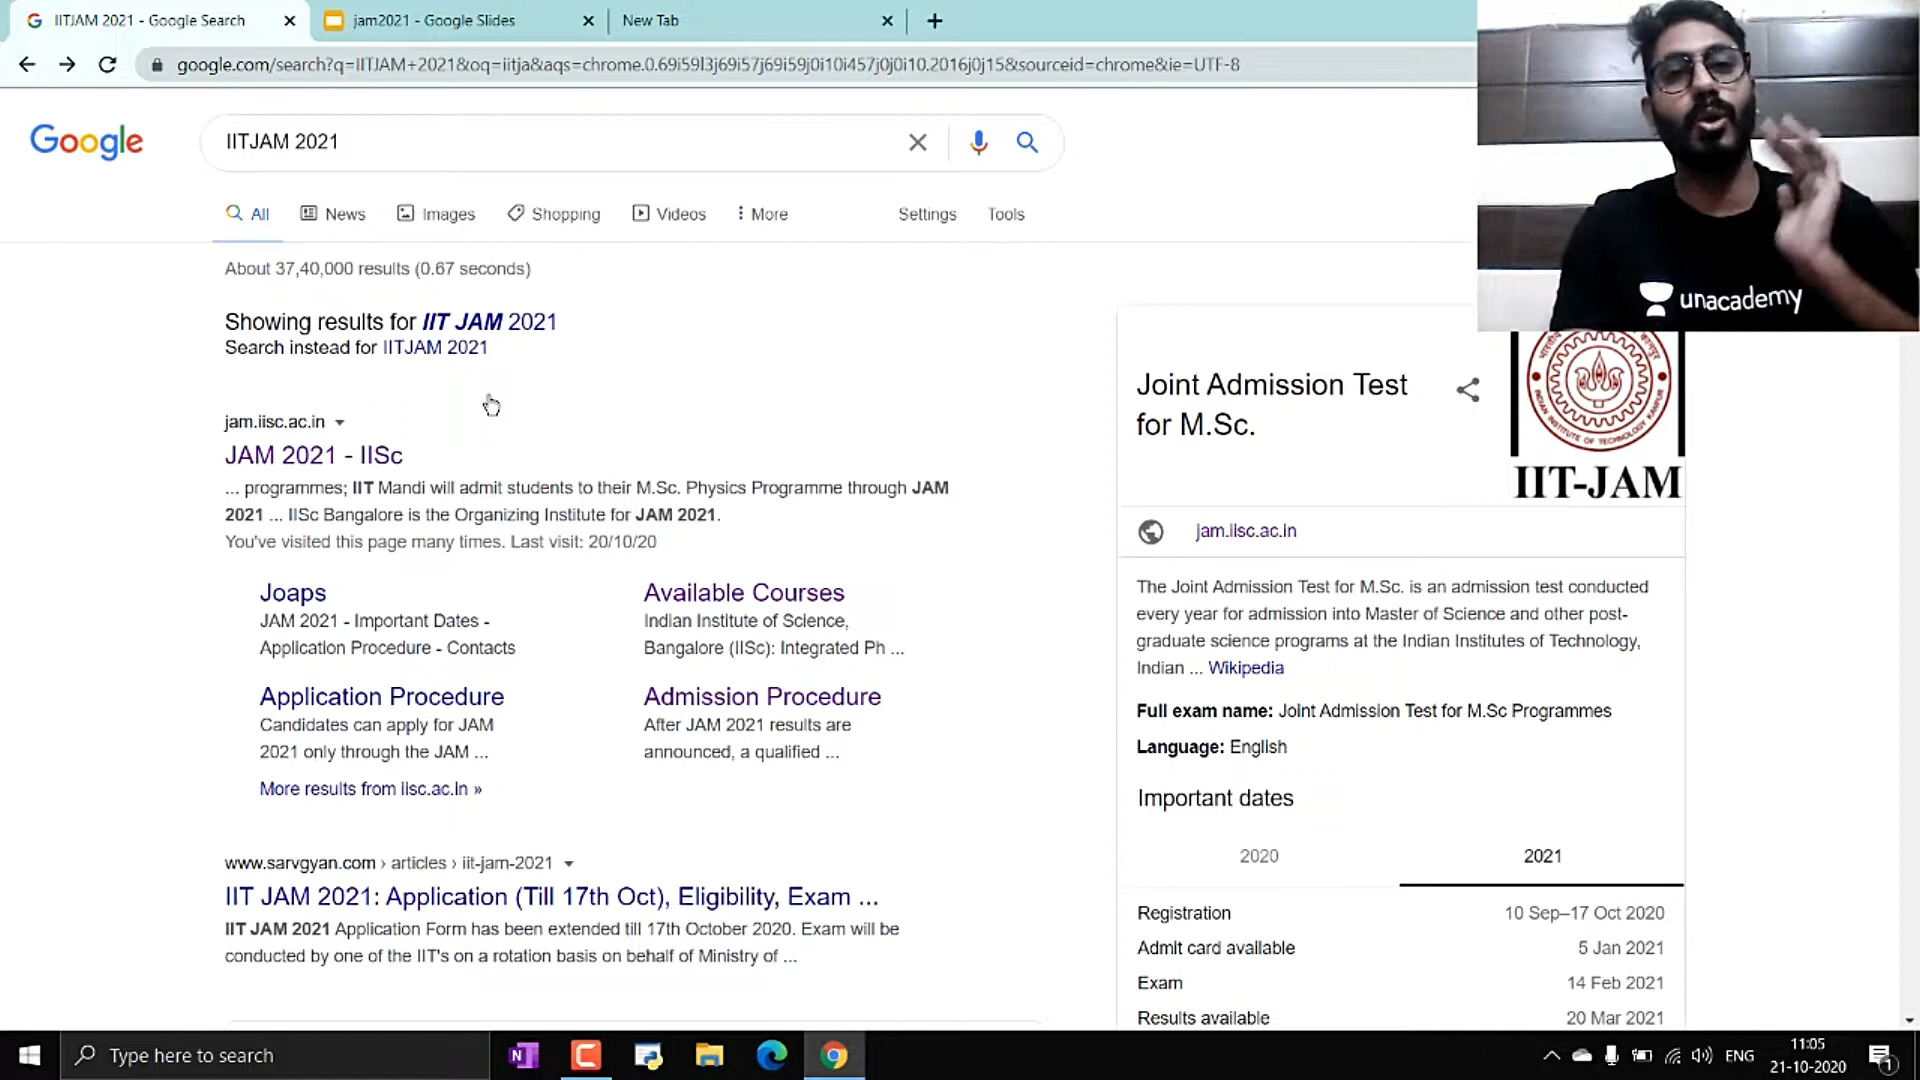 IITJAM 2021 - Google Search
jam2021 - Google Slides
New Tab
google.com/search?q=IITJAM+2021&oq=iitja&aqs=chrome.0.69i59l3j69i57j69i59j0i10i457j0j0i10.2016j0j15&sourceid=chrome&ie=UTF-8
Google
IITJAM 2021
All
News
Images
Shopping
Videos
More
Settings
Tools
About 37,40,000 results (0.67 seconds)
Showing results for IIT JAM 2021
Search instead for IITJAM 2021
jam.iisc.ac.in
JAM 2021 - IISc
... programmes; IIT Mandi will admit students to their M.Sc. Physics Programme through JAM
2021 ... IISc Bangalore is the Organizing Institute for JAM 2021.
You've visited this page many times. Last visit: 20/10/20
Joaps
JAM 2021 - Important Dates -
Application Procedure - Contacts
Available Courses
Indian Institute of Science,
Bangalore (IISc): Integrated Ph ...
Application Procedure
Candidates can apply for JAM
2021 only through the JAM ...
Admission Procedure
After JAM 2021 results are
announced, a qualified ...
More results from iisc.ac.in »
www.sarvgyan.com › articles › iit-jam-2021
IIT JAM 2021: Application (Till 17th Oct), Eligibility, Exam ...
IIT JAM 2021 Application Form has been extended till 17th October 2020. Exam will be
conducted by one of the IIT's on a rotation basis on behalf of Ministry of ...
unacademy
Joint Admission Test
for M.Sc.
INDIAN INSTITUTE OF TECHNOLOGY KANPUR
IIT-JAM
jam.iisc.ac.in
The Joint Admission Test for M.Sc. is an admission test conducted
every year for admission into Master of Science and other post-
graduate science programs at the Indian Institutes of Technology,
Indian ... Wikipedia
Full exam name: Joint Admission Test for M.Sc Programmes
Language: English
Important dates
2020
2021
Registration 10 Sep–17 Oct 2020
Admit card available 5 Jan 2021
Exam 14 Feb 2021
Results available 20 Mar 2021
Type here to search
ENG
11:05
21-10-2020
1